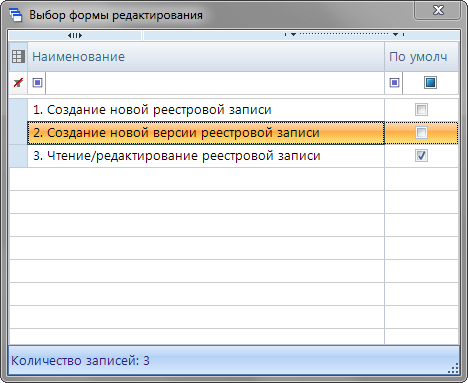 Выбор формы редактирования
Наименование По умолч
1. Создание новой реестровой записи
2. Создание новой версии реестровой записи
3. Чтение/редактирование реестровой записи
Количество записей: 3